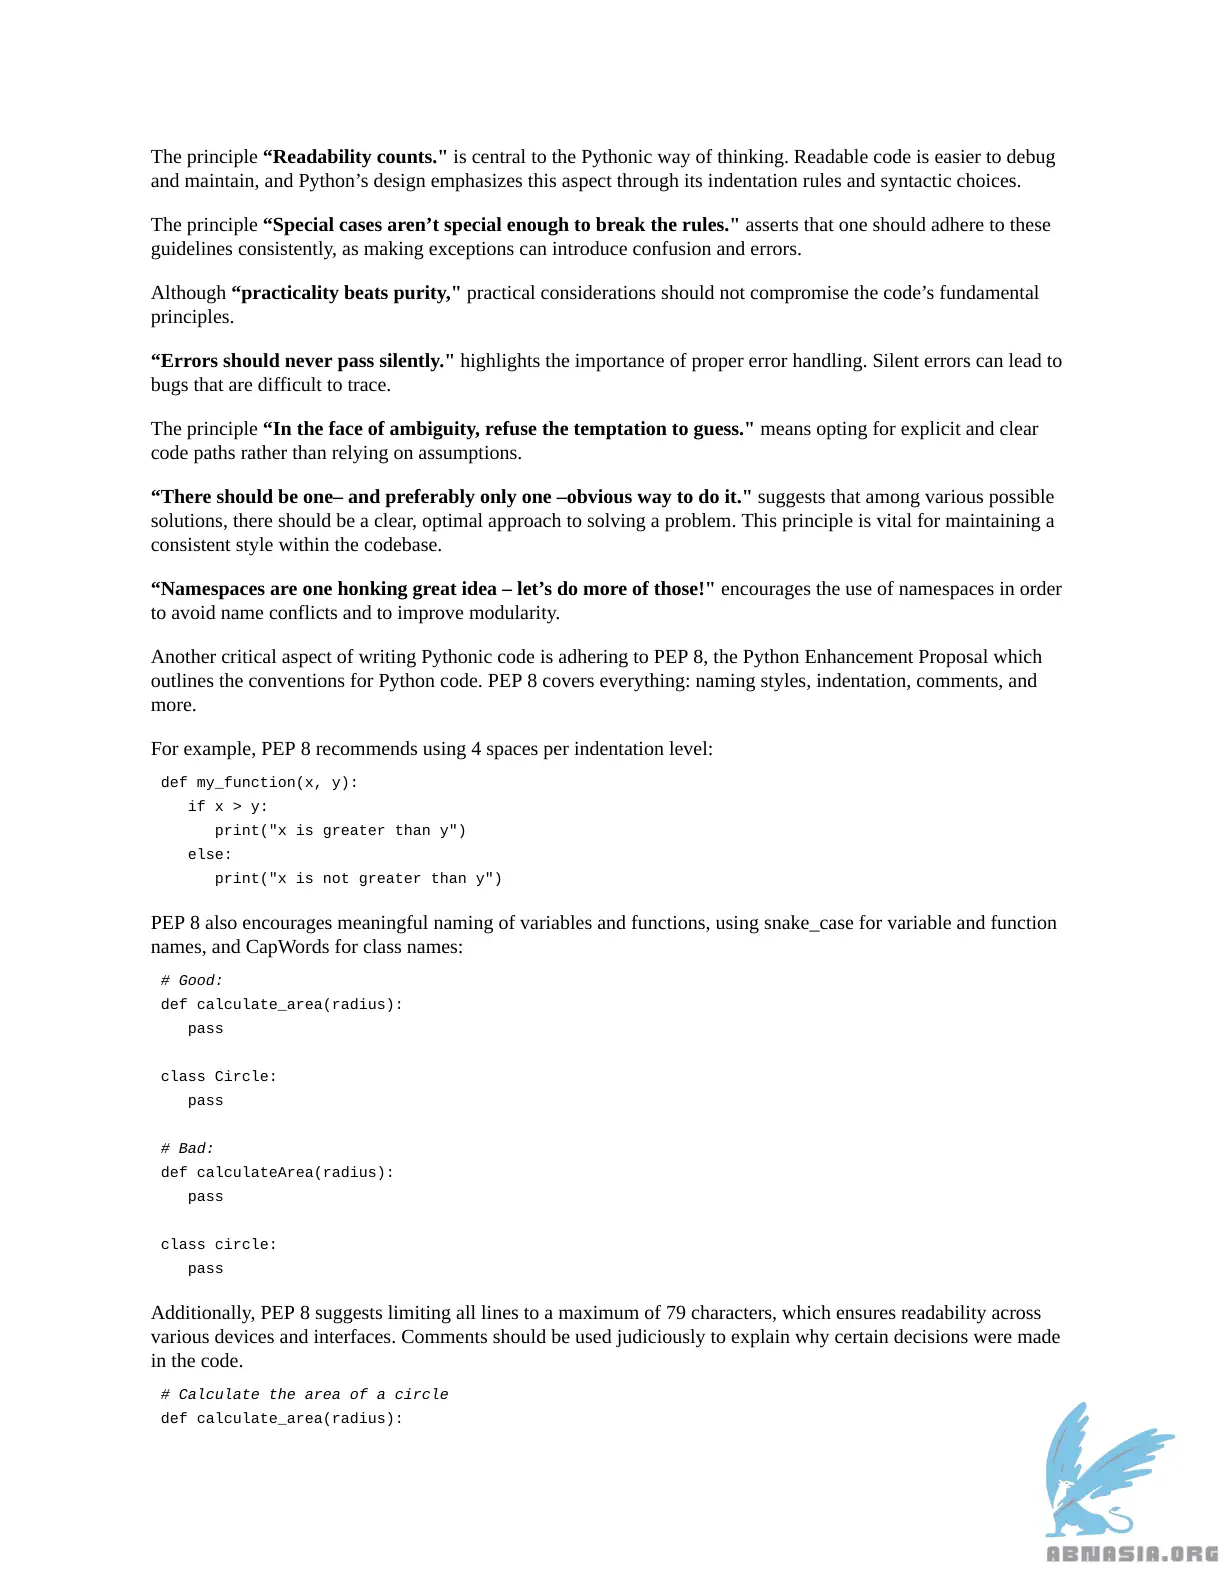 The principle “Readability counts." is central to the Pythonic way of thinking. Readable code is easier to debug
and maintain, and Python’s design emphasizes this aspect through its indentation rules and syntactic choices.
The principle “Special cases aren’t special enough to break the rules." asserts that one should adhere to these
guidelines consistently, as making exceptions can introduce confusion and errors.
Although “practicality beats purity," practical considerations should not compromise the code’s fundamental
principles.
“Errors should never pass silently." highlights the importance of proper error handling. Silent errors can lead to
bugs that are difficult to trace.
The principle “In the face of ambiguity, refuse the temptation to guess." means opting for explicit and clear
code paths rather than relying on assumptions.
“There should be one– and preferably only one –obvious way to do it." suggests that among various possible
solutions, there should be a clear, optimal approach to solving a problem. This principle is vital for maintaining a
consistent style within the codebase.
“Namespaces are one honking great idea – let’s do more of those!" encourages the use of namespaces in order
to avoid name conflicts and to improve modularity.
Another critical aspect of writing Pythonic code is adhering to PEP 8, the Python Enhancement Proposal which
outlines the conventions for Python code. PEP 8 covers everything: naming styles, indentation, comments, and
more.
For example, PEP 8 recommends using 4 spaces per indentation level:
def my_function(x, y):
   if x > y:
      print("x is greater than y")
   else:
      print("x is not greater than y")
PEP 8 also encourages meaningful naming of variables and functions, using snake_case for variable and function
names, and CapWords for class names:
# Good:
def calculate_area(radius):
   pass
class Circle:
   pass
# Bad:
def calculateArea(radius):
   pass
class circle:
   pass
Additionally, PEP 8 suggests limiting all lines to a maximum of 79 characters, which ensures readability across
various devices and interfaces. Comments should be used judiciously to explain why certain decisions were made
in the code.
# Calculate the area of a circle
def calculate_area(radius):
ABNASIA.ORG